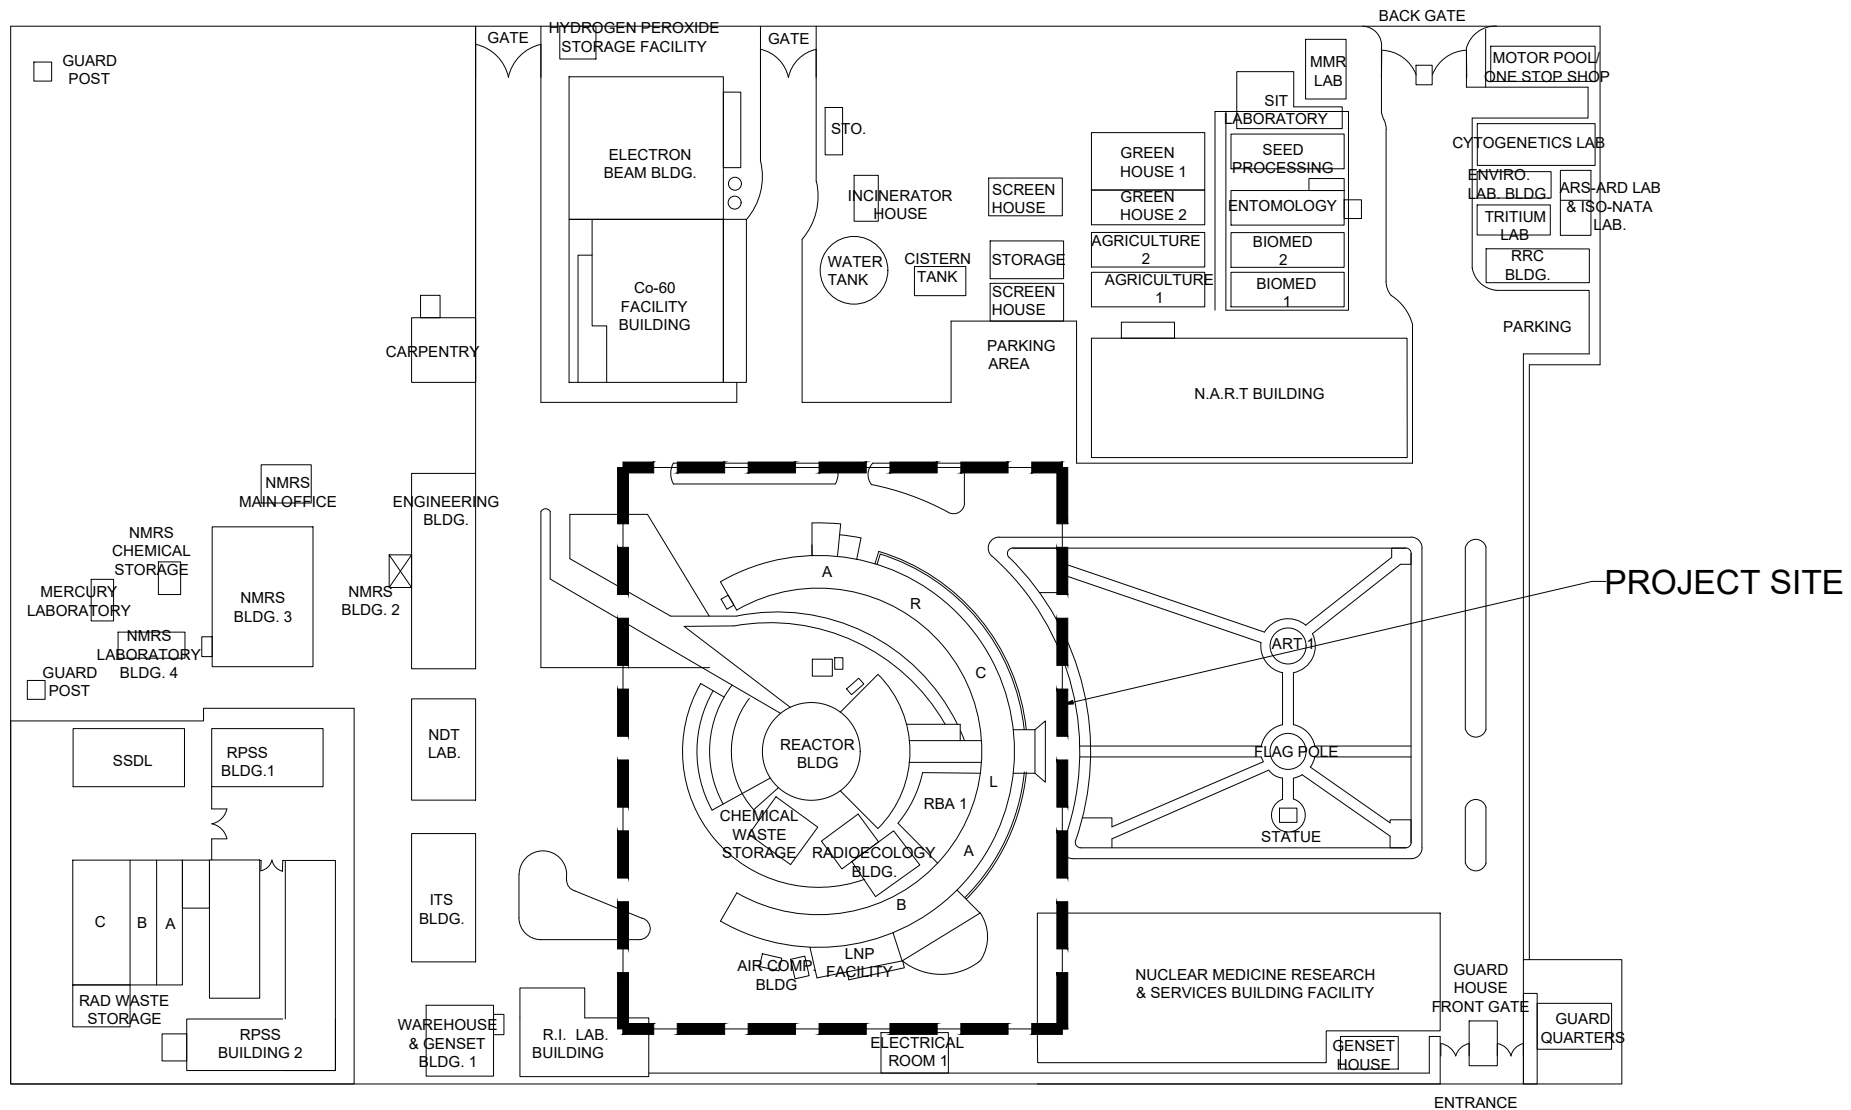 BACK GATE
HYDROGEN PEROXIDE
STORAGE FACILITY
GATE
GATE
GUARD
POST
MMR
LAB
MOTOR POOL/
ONE STOP SHOP
SIT
LABORATORY
STO.
ELECTRON
BEAM BLDG.
GREEN
HOUSE 1
SEED
PROCESSING
CYTOGENETICS LAB
ENVIRO.
LAB. BLDG.
ARS-ARD LAB
& ISO-NATA
LAB.
INCINERATOR
HOUSE
SCREEN
HOUSE
GREEN
HOUSE 2
ENTOMOLOGY
TRITIUM
LAB
WATER
TANK
CISTERN
TANK
STORAGE
AGRICULTURE
2
BIOMED
2
RRC
BLDG.
Co-60
FACILITY
BUILDING
SCREEN
HOUSE
AGRICULTURE
1
BIOMED
1
PARKING
CARPENTRY
PARKING
AREA
N.A.R.T BUILDING
NMRS
MAIN OFFICE
ENGINEERING
BLDG.
NMRS
CHEMICAL
STORAGE
MERCURY
LABORATORY
NMRS
BLDG. 3
NMRS
BLDG. 2
NMRS
LABORATORY
BLDG. 4
GUARD
POST
PROJECT SITE
A
R
C
L
A
B
ART 1
FLAG POLE
STATUE
SSDL
RPSS
BLDG.1
NDT
LAB.
REACTOR
BLDG
RBA 1
CHEMICAL
WASTE
STORAGE
RADIOECOLOGY
BLDG.
C
B
A
ITS
BLDG.
LNP
FACILITY
AIR COMP.
BLDG
NUCLEAR MEDICINE RESEARCH
& SERVICES BUILDING FACILITY
GUARD
HOUSE
FRONT GATE
RAD WASTE
STORAGE
RPSS
BUILDING 2
WAREHOUSE
& GENSET
BLDG. 1
R.I. LAB.
BUILDING
ELECTRICAL
ROOM 1
GENSET
HOUSE
GUARD
QUARTERS
ENTRANCE